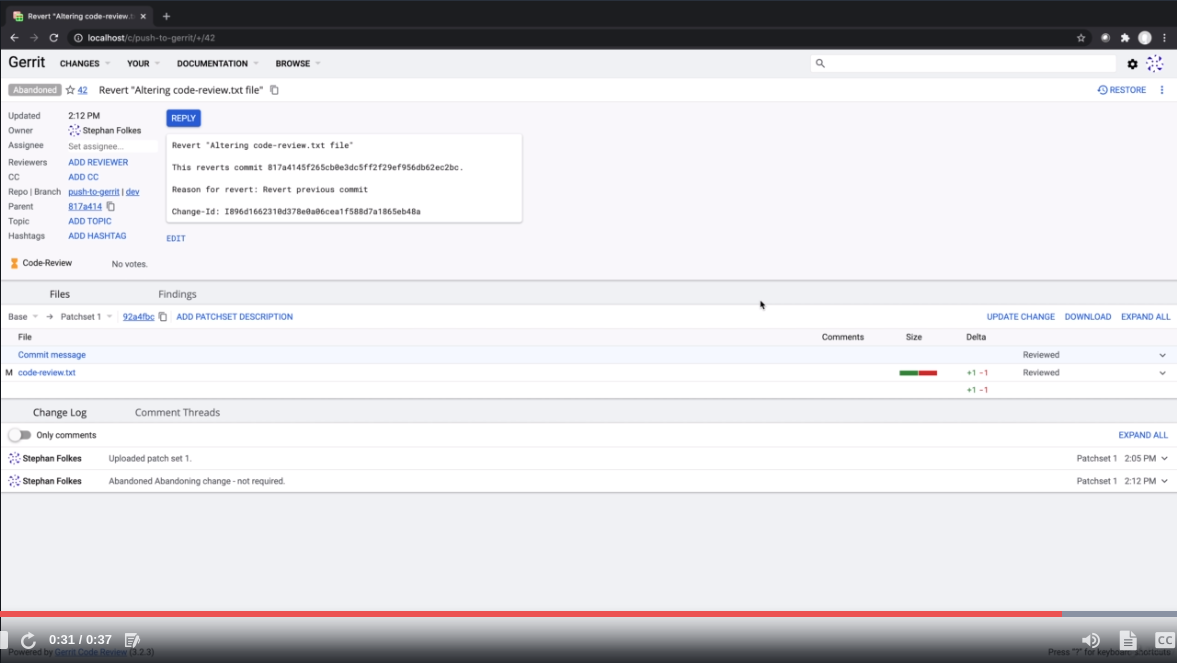 Revert "Altering code-review.t
localhost/c/push-to-gerrit/+/42
Gerrit CHANGES YOUR DOCUMENTATION BROWSE
Abandoned 42 Revert "Altering code-review.txt file" RESTORE
Updated 2:12 PM REPLY
Owner Stephan Folkes
Assignee Set assignee...
Reviewers ADD REVIEWER
CC ADD CC
Repo | Branch push-to-gerrit | dev
Parent 817a414
Topic ADD TOPIC
Hashtags ADD HASHTAG
Revert "Altering code-review.txt file"
This reverts commit 817a4145f265cb0e3dc5ff2f29ef956db62ec2bc.
Reason for revert: Revert previous commit
Change-Id: I896d1662310d378e0a06cea1f588d7a1865eb48a
EDIT
Code-Review No votes.
Files Findings
Base → Patchset 1 92a4fbc ADD PATCHSET DESCRIPTION UPDATE CHANGE DOWNLOAD EXPAND ALL
File Comments Size Delta
Commit message Reviewed
M code-review.txt +1 -1 Reviewed
+1 -1
Change Log Comment Threads
Only comments EXPAND ALL
Stephan Folkes Uploaded patch set 1. Patchset 1 2:05 PM
Stephan Folkes Abandoned Abandoning change - not required. Patchset 1 2:12 PM
0:31 / 0:37 CC
Powered by Gerrit Code Review (3.2.3) Press "?" for keyboard shortcuts